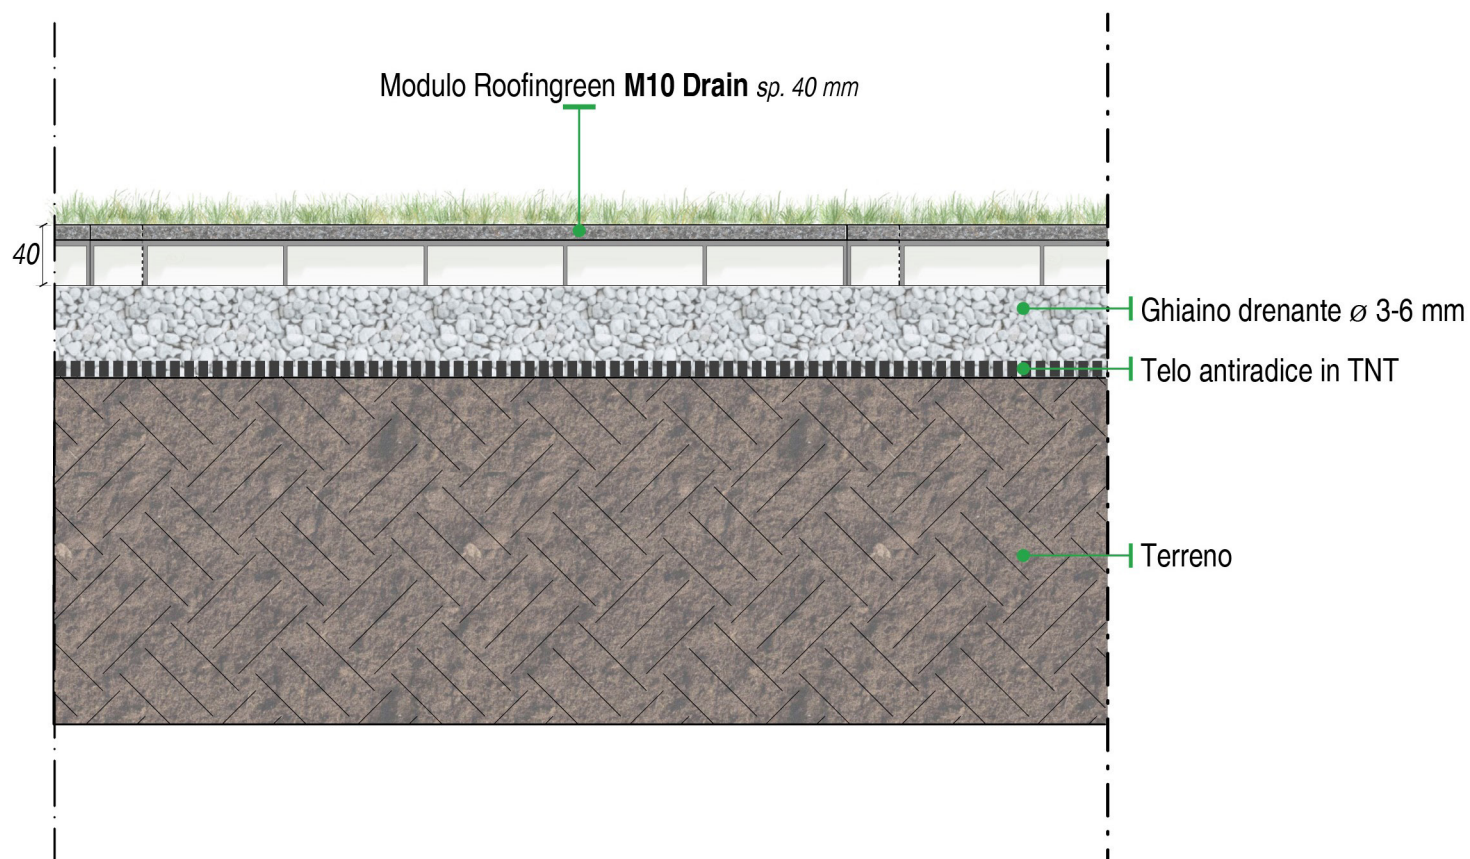 Modulo Roofingreen M10 Drain sp. 40 mm
40
Ghiaino drenante ø 3-6 mm
Telo antiradice in TNT
Terreno